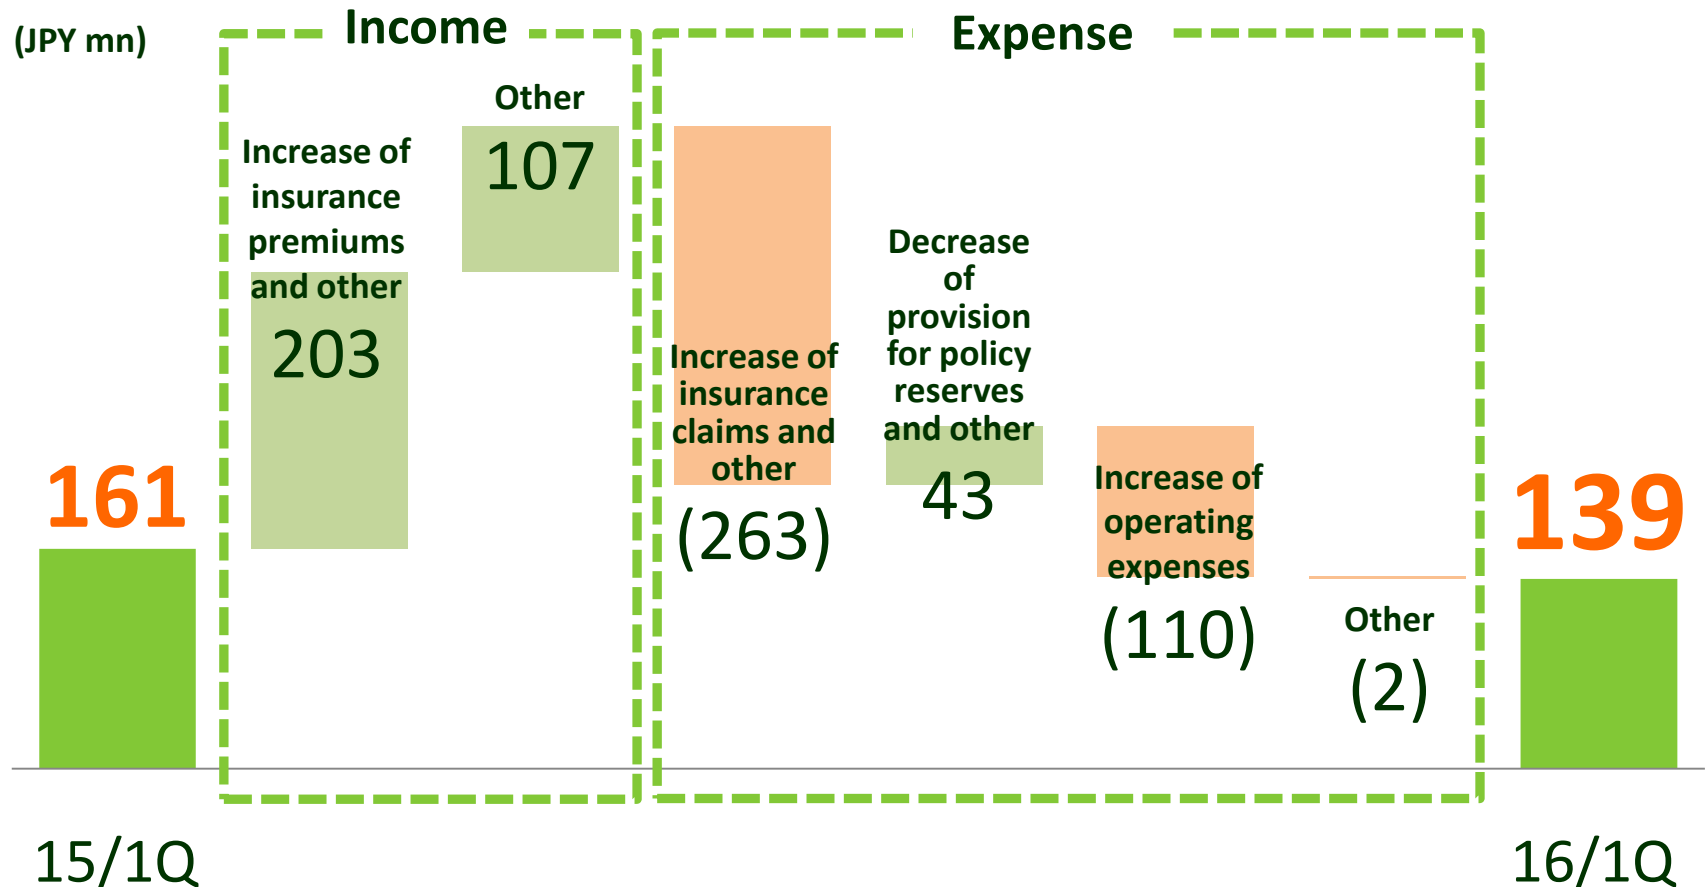 (JPY mn)
Income
Expense
Other
107
Increase of
insurance
premiums
and other
203
Increase of
insurance
claims and
other
(263)
Decrease
of
provision
for policy
reserves
and other
43
Increase of
operating
expenses
(110)
Other
(2)
161
139
15/1Q
16/1Q